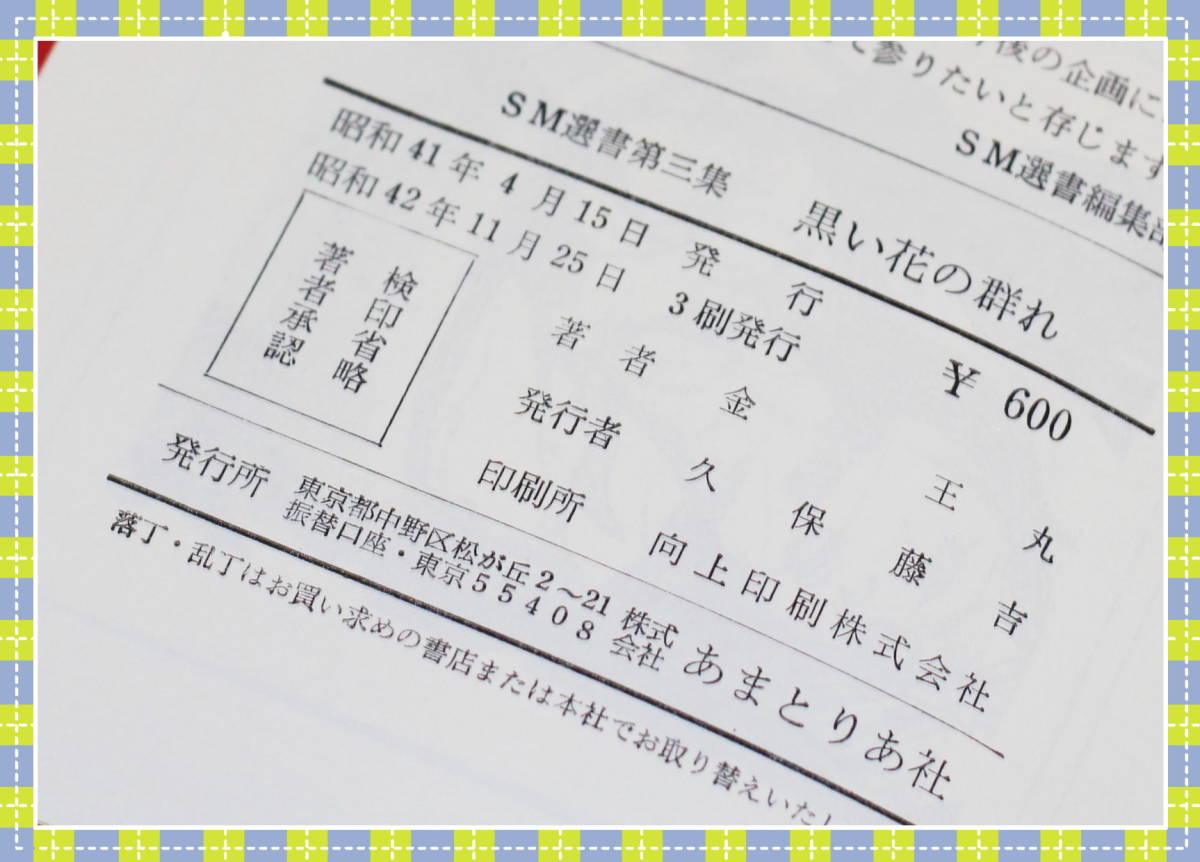 後の企画に
て参りたいと存じます
SM選書編集部
SM選書第三集 黒い花の群れ ¥ 600
昭和41年 4 月15日 発 行
昭和42年11月25日 3刷発行
検印省略
著者承認
著 者 金 王 丸
発行者 久 保 藤 吉
印刷所 向上印刷株式会社
発行所 東京都中野区松が丘2〜21 株式会社 あまとりあ社
振替口座・東京55408
落丁・乱丁はお買い求めの書店または本社でお取り替えいたし